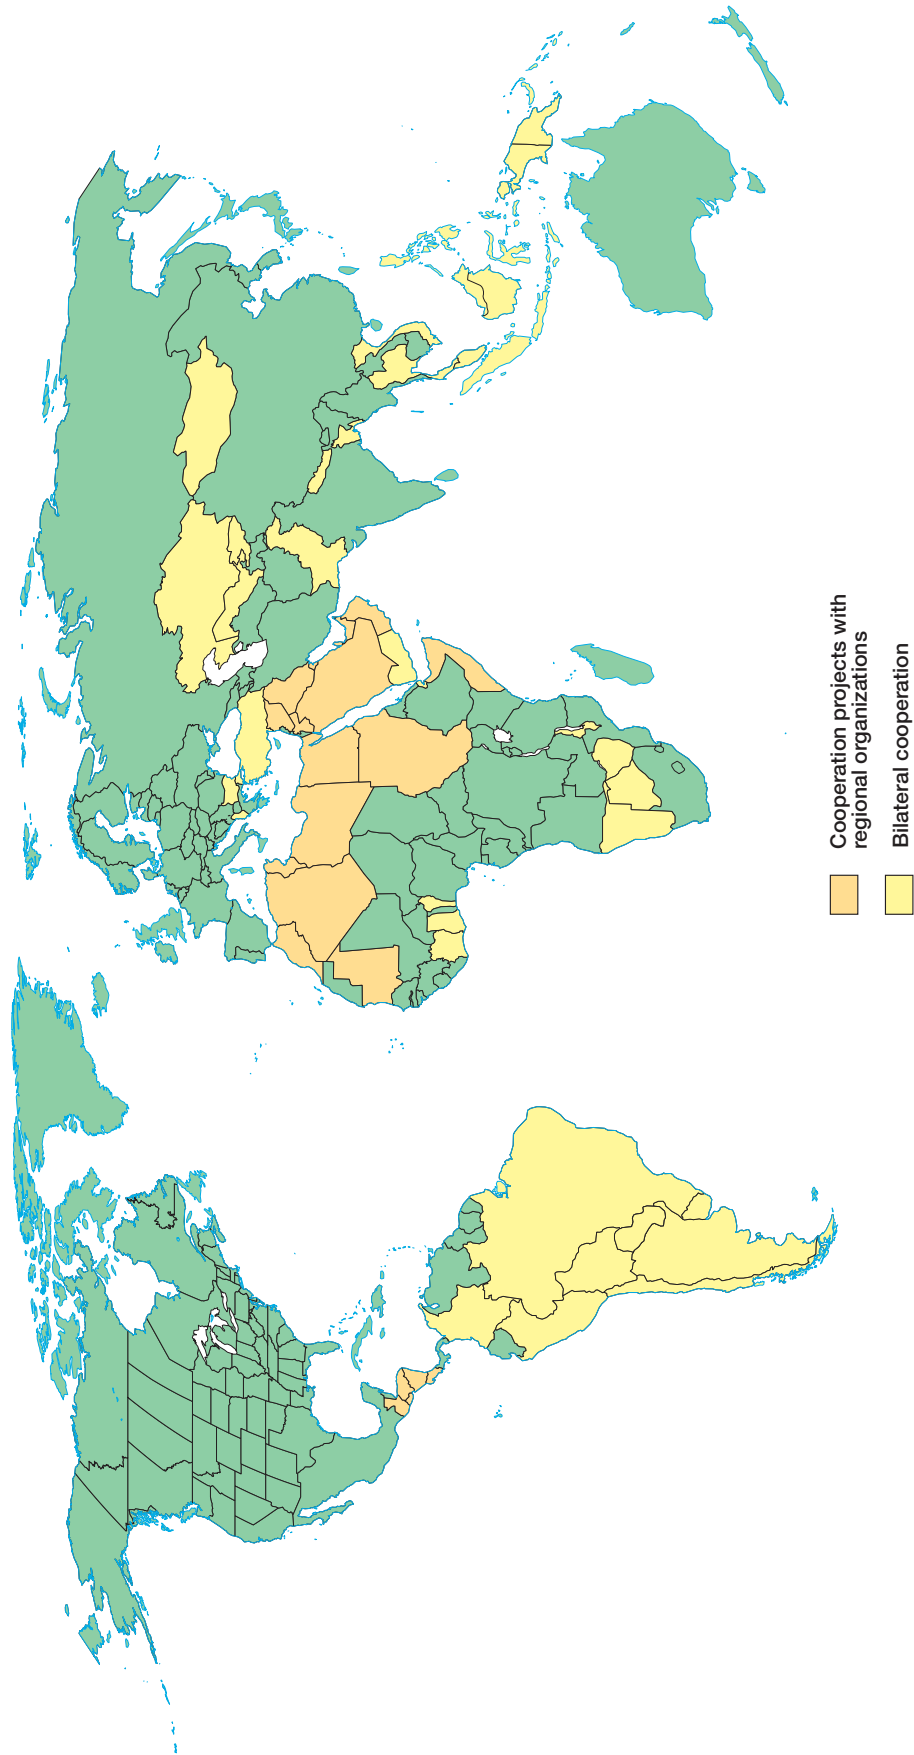 Cooperation projects with
regional organizations
Bilateral cooperation